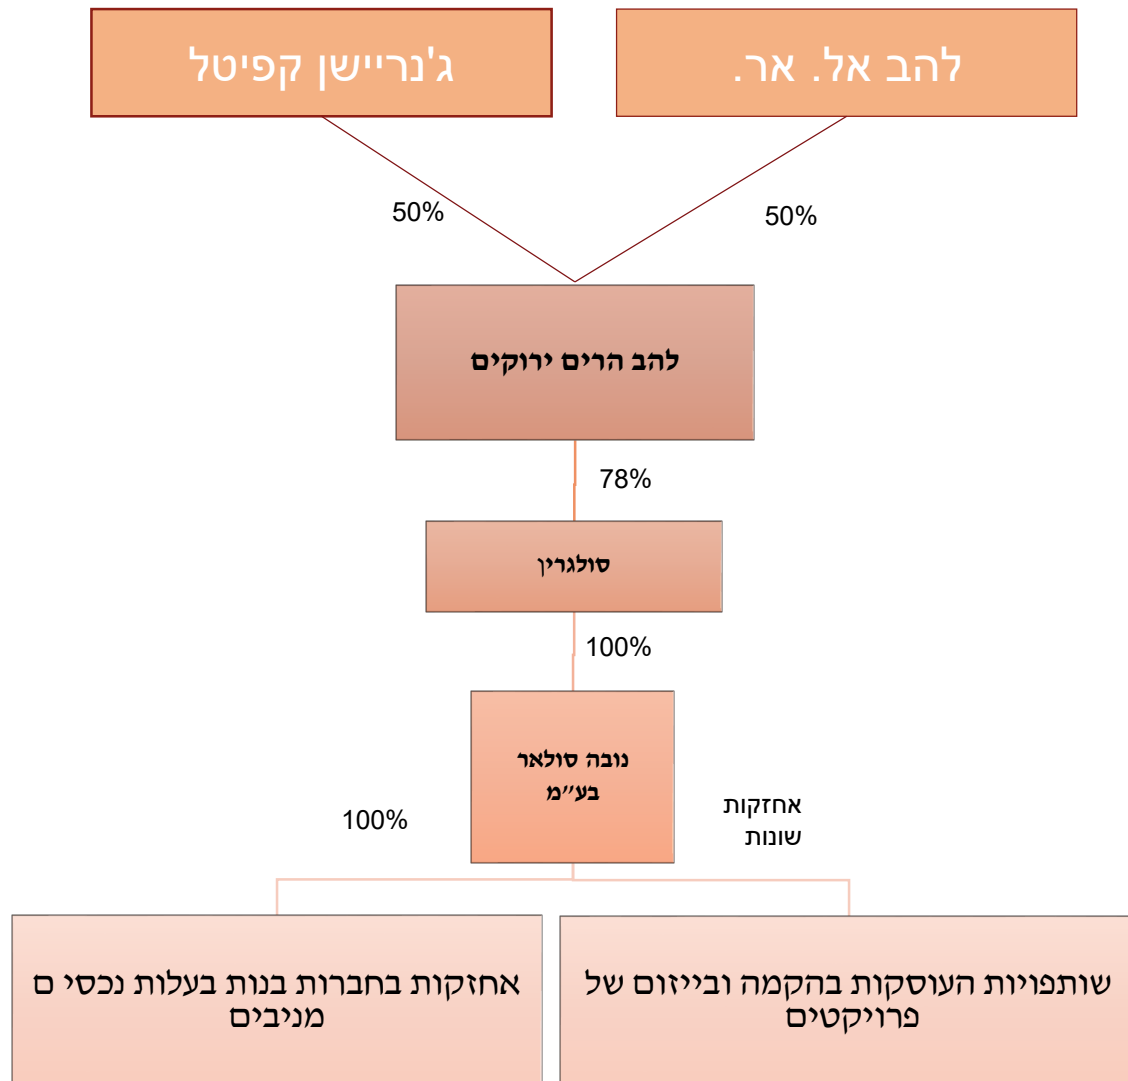 להב אל. אר.
ג'נריישן קפיטל
50%
50%
להב הרים ירוקים
78%
סולגרין
100%
נובה סולאר
בע״מ
אחזקות
שונות
100%
שותפויות העוסקות בהקמה ובייזום של
פרויקטים
אחזקות בחברות בנות בעלות נכסי ם
מניבים